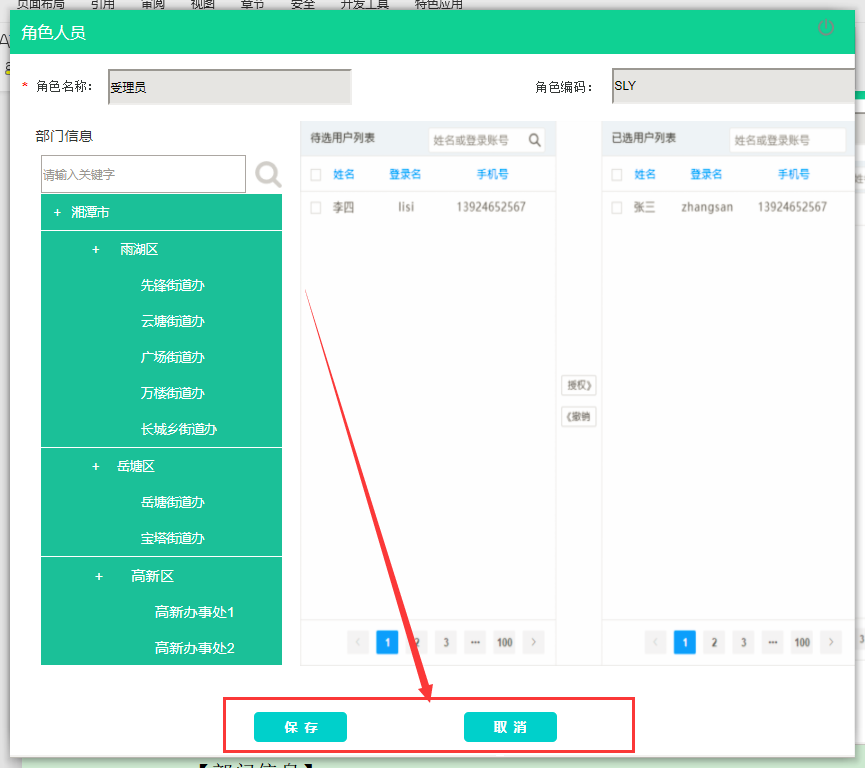 页面布局 引用 审阅 视图 章节 安全 开发工具 特色应用
角色人员
* 角色名称： 受理员 角色编码： SLY
部门信息
请输入关键字
+ 湘潭市
+ 雨湖区
先锋街道办
云塘街道办
广场街道办
万楼街道办
长城乡街道办
+ 岳塘区
岳塘街道办
宝塔街道办
+ 高新区
高新办事处1
高新办事处2
待选用户列表 姓名或登录账号
姓名 登录名 手机号
李四 lisi 13924652567
< 1 2 3 ··· 100 >
授权》
《撤销
已选用户列表 姓名或登录账号
姓名 登录名 手机号
张三 zhangsan 13924652567
< 1 2 3 ··· 100 >
保 存 取 消
【部门信息】